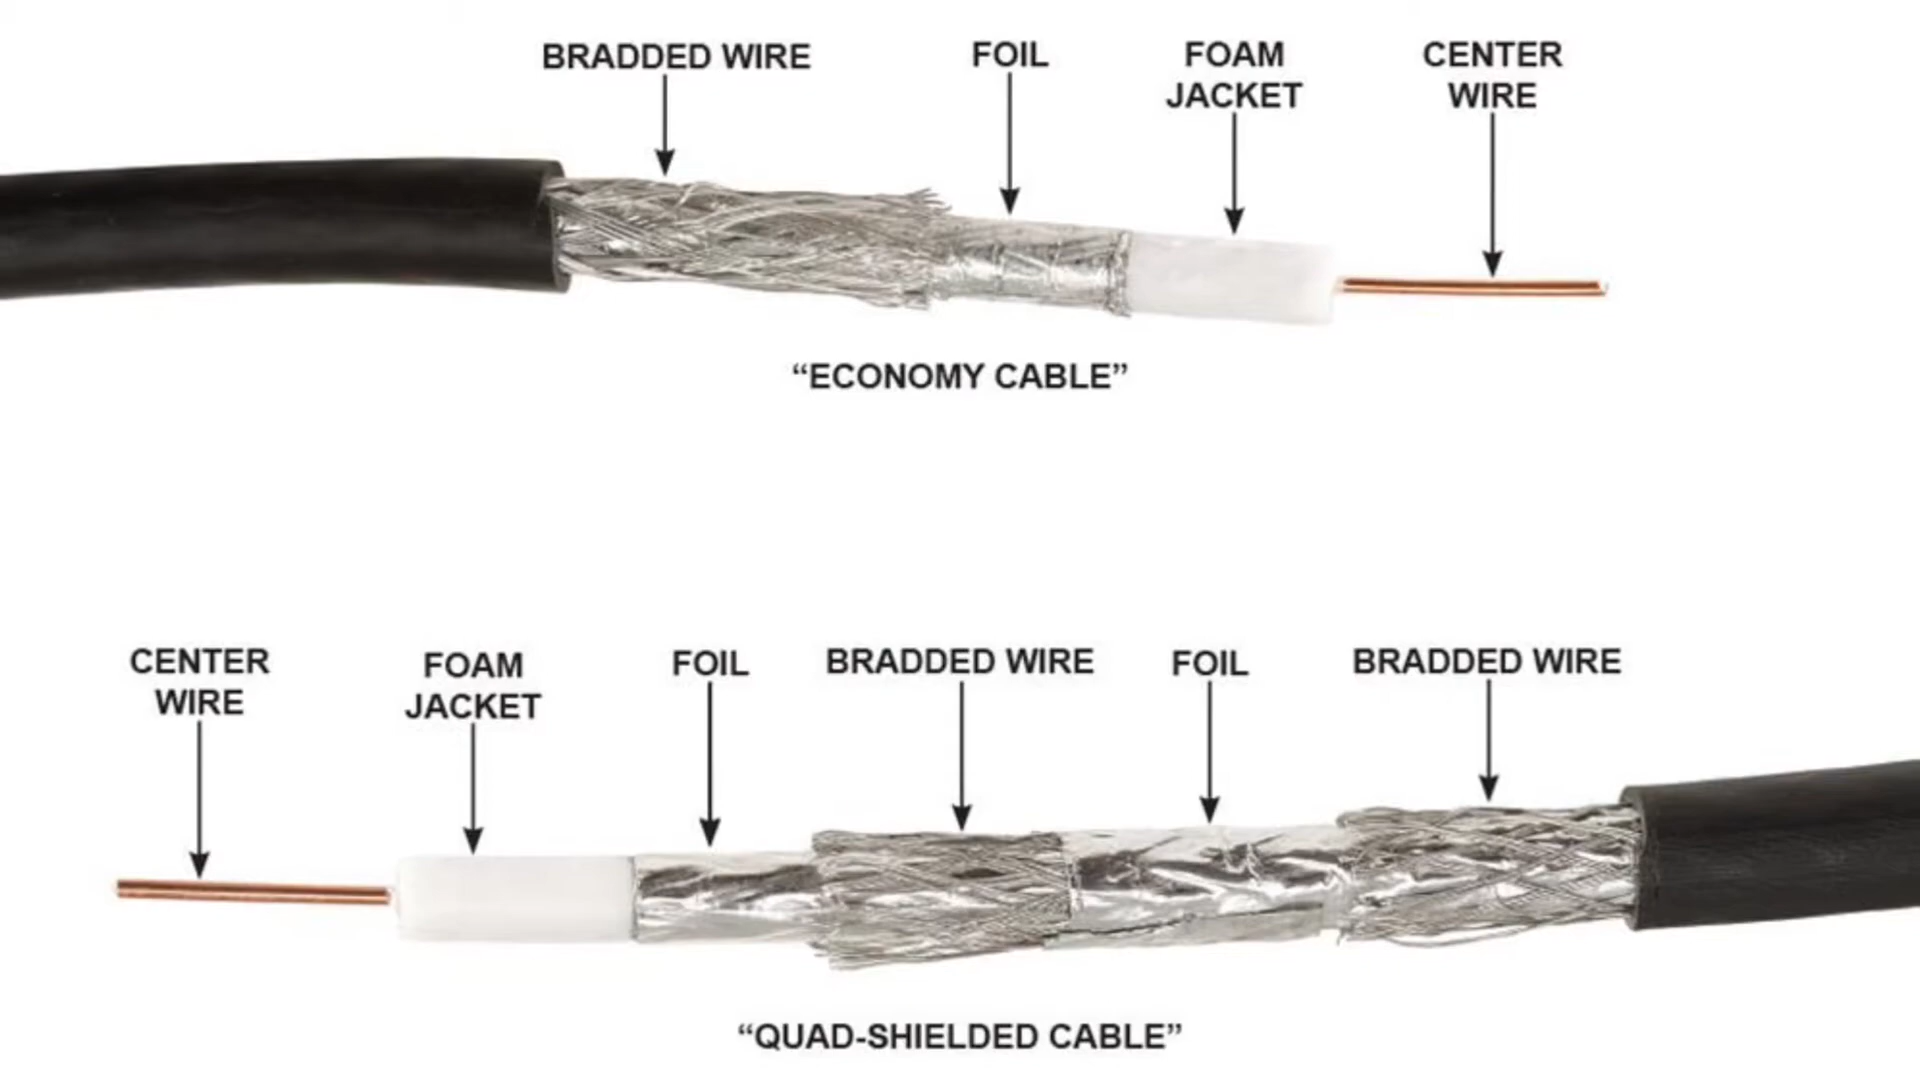 BRADDED WIRE
FOIL
FOAM
JACKET
CENTER
WIRE
“ECONOMY CABLE”
CENTER
WIRE
FOAM
JACKET
FOIL
BRADDED WIRE
FOIL
BRADDED WIRE
“QUAD-SHIELDED CABLE”